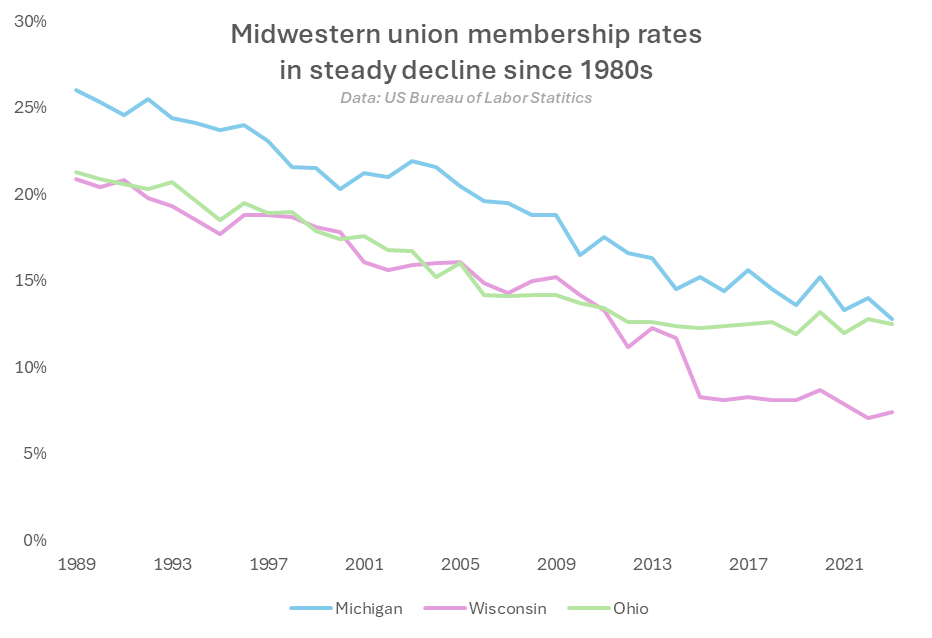 30%
Midwestern union membership rates
in steady decline since 1980s
Data: US Bureau of Labor Statitics
25%
20%
15%
10%
5%
0%
1989 1993 1997 2001 2005 2009 2013 2017 2021
Michigan Wisconsin Ohio